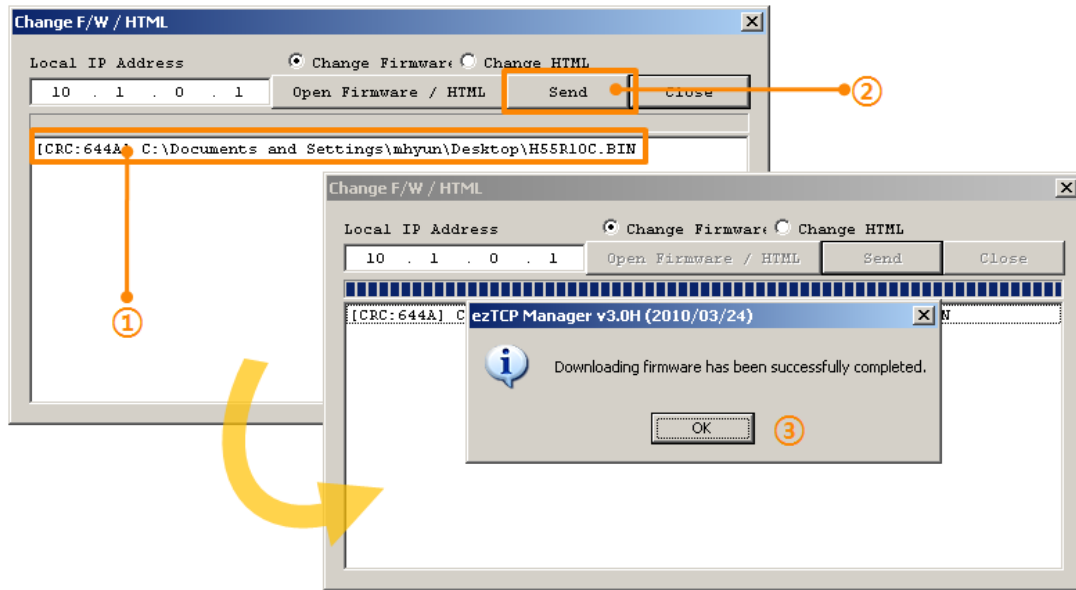 Change F/W / HTML
Local IP Address Change Firmware Change HTML
10 . 1 . 0 . 1 Open Firmware / HTML Send Close
②
[CRC:644A] C:\Documents and Settings\mhyun\Desktop\H55R10C.BIN
①
Change F/W / HTML
Local IP Address Change Firmware Change HTML
10 . 1 . 0 . 1 Open Firmware / HTML Send Close
[CRC:644A] C N
ezTCP Manager v3.0H (2010/03/24)
Downloading firmware has been successfully completed.
OK
③